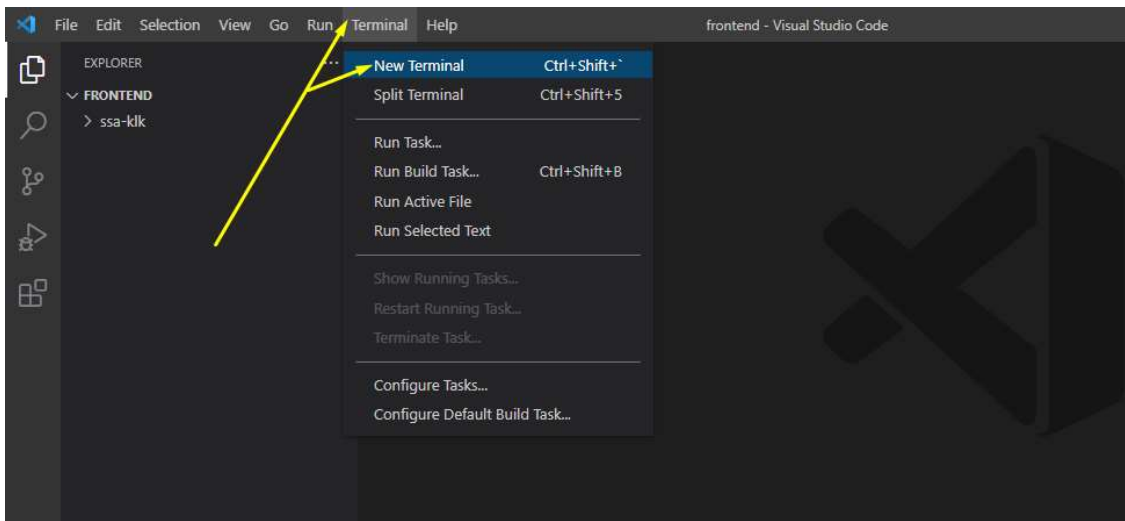 File Edit Selection View Go Run Terminal Help frontend - Visual Studio Code
EXPLORER ...
FRONTEND
ssa-klk
New Terminal Ctrl+Shift+`
Split Terminal Ctrl+Shift+5
Run Task...
Run Build Task... Ctrl+Shift+B
Run Active File
Run Selected Text
Show Running Tasks...
Restart Running Task...
Terminate Task...
Configure Tasks...
Configure Default Build Task...